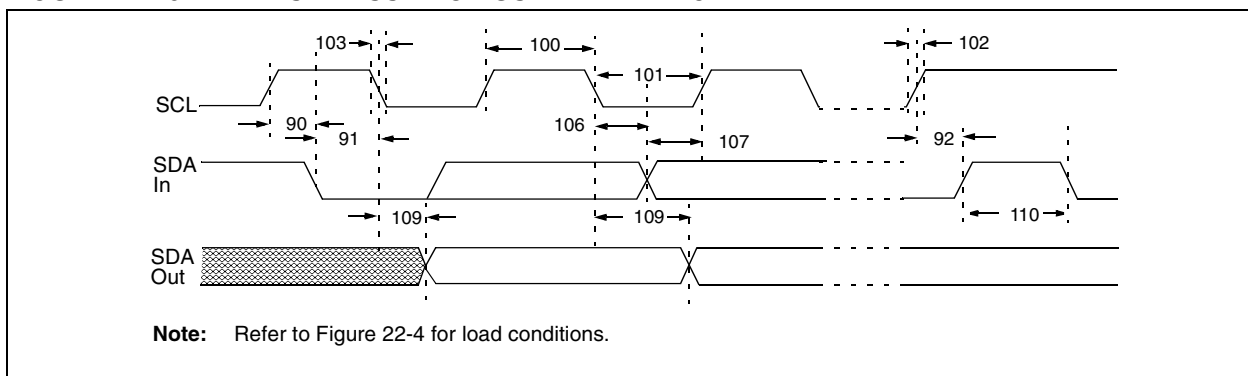 103
100
102
101
SCL
90
106
91
107
92
SDA
In
109
109
110
SDA
Out
Note: Refer to Figure 22-4 for load conditions.